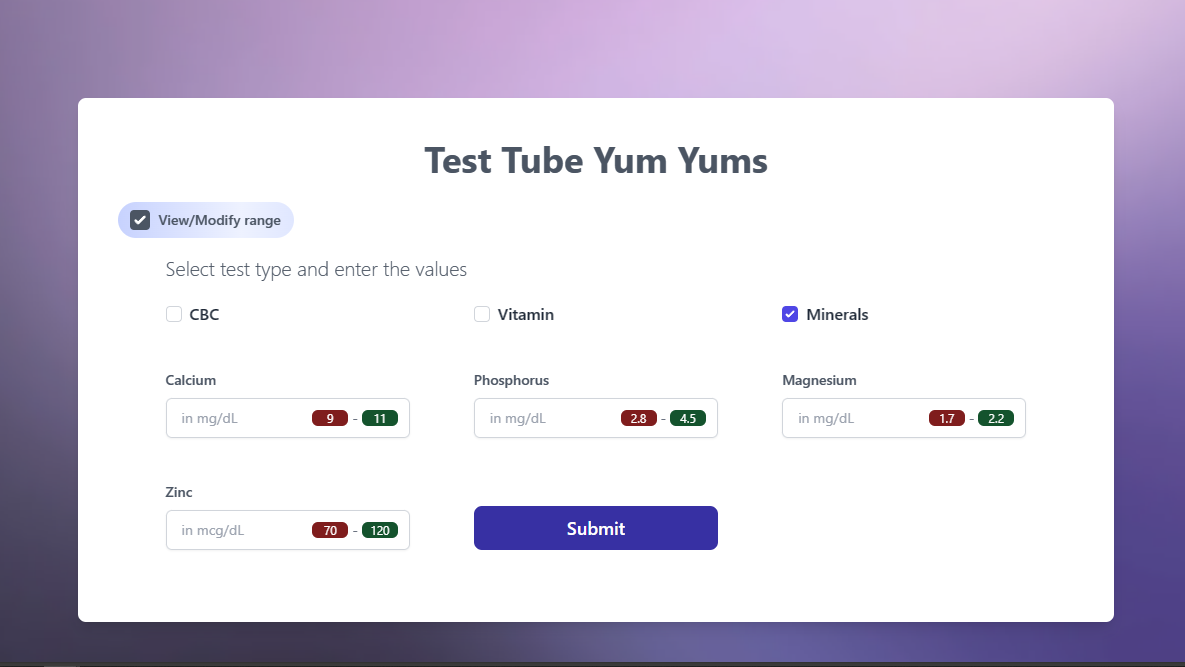 Test Tube Yum Yums
View/Modify range
Select test type and enter the values
CBC Vitamin Minerals
Calcium Phosphorus Magnesium
in mg/dL 9 - 11 in mg/dL 2.8 - 4.5 in mg/dL 1.7 - 2.2
Zinc
in mcg/dL 70 - 120 Submit